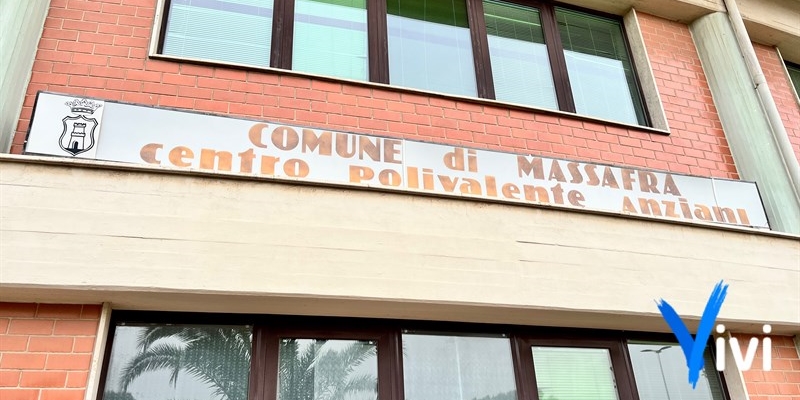 COMUNE di MASSAFRA
centro Polivalente Anziani
Vivi